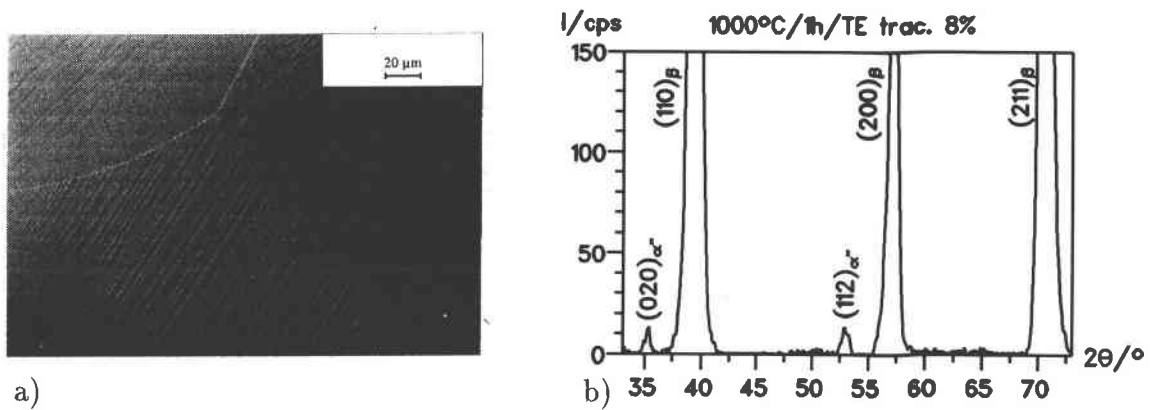 20 µm
a)
I/cps
1000°C/1h/TE trac. 8%
150
100
50
0
(020)α"
(110)β
(112)α"
(200)β
(211)β
35 40 45 50 55 60 65 70
2θ/°
b)